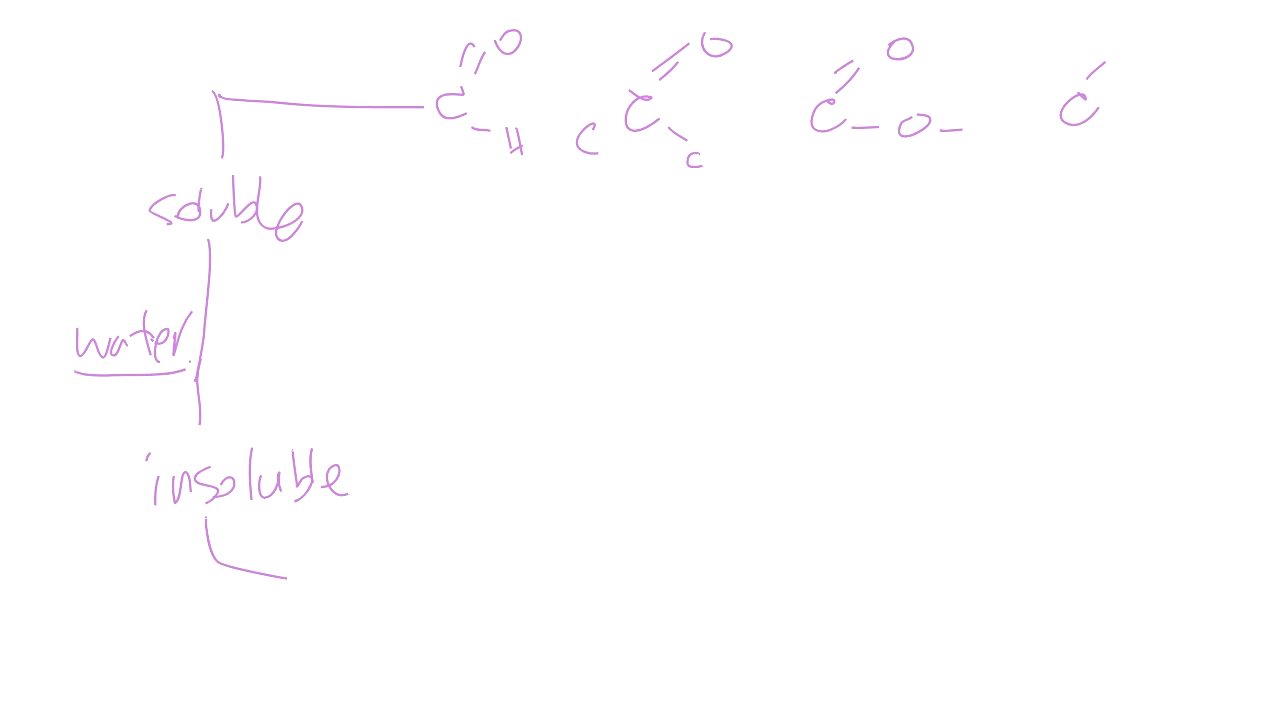 O O O
C C C C
H C C O
soluble
water
insoluble